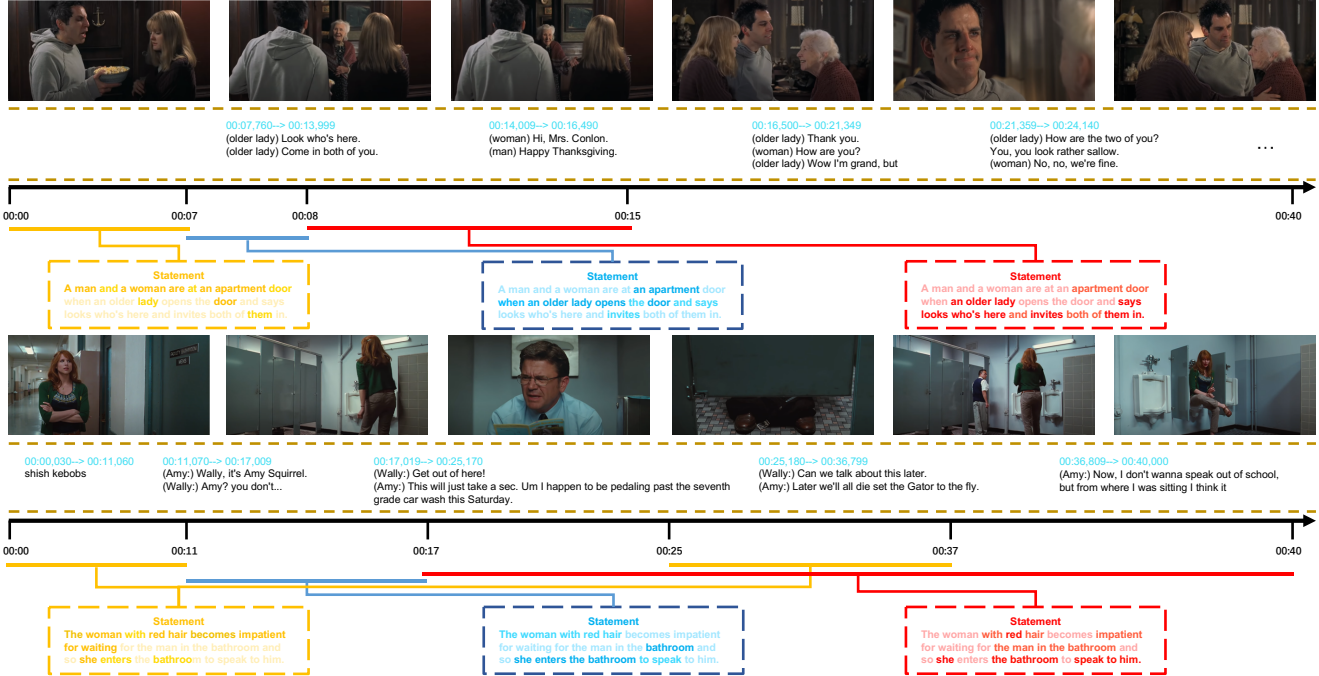 00:07,760--> 00:13,999
(older lady) Look who's here.
(older lady) Come in both of you.
00:14,009--> 00:16,490
(woman) Hi, Mrs. Conlon.
(man) Happy Thanksgiving.
00:16,500--> 00:21,349
(older lady) Thank you.
(woman) How are you?
(older lady) Wow I'm grand, but
00:21,359--> 00:24,140
(older lady) How are the two of you?
You, you look rather sallow.
(woman) No, no, we're fine.
...
00:00
00:07
00:08
00:15
00:40
Statement
A man and a woman are at an apartment door
when an older lady opens the door and says
looks who's here and invites both of them in.
Statement
A man and a woman are at an apartment door
when an older lady opens the door and says
looks who's here and invites both of them in.
Statement
A man and a woman are at an apartment door
when an older lady opens the door and says
looks who's here and invites both of them in.
00:00,030--> 00:11,060
shish kebobs
00:11,070--> 00:17,009
(Amy:) Wally, it's Amy Squirrel.
(Wally:) Amy? you don't...
00:17,019--> 00:25,170
(Wally:) Get out of here!
(Amy:) This will just take a sec. Um I happen to be pedaling past the seventh
grade car wash this Saturday.
00:25,180--> 00:36,799
(Wally:) Can we talk about this later.
(Amy:) Later we'll all die set the Gator to the fly.
00:36,809--> 00:40,000
(Amy:) Now, I don't wanna speak out of school,
but from where I was sitting I think it
00:00
00:11
00:17
00:25
00:37
00:40
Statement
The woman with red hair becomes impatient
for waiting for the man in the bathroom and
so she enters the bathroom to speak to him.
Statement
The woman with red hair becomes impatient
for waiting for the man in the bathroom and
so she enters the bathroom to speak to him.
Statement
The woman with red hair becomes impatient
for waiting for the man in the bathroom and
so she enters the bathroom to speak to him.